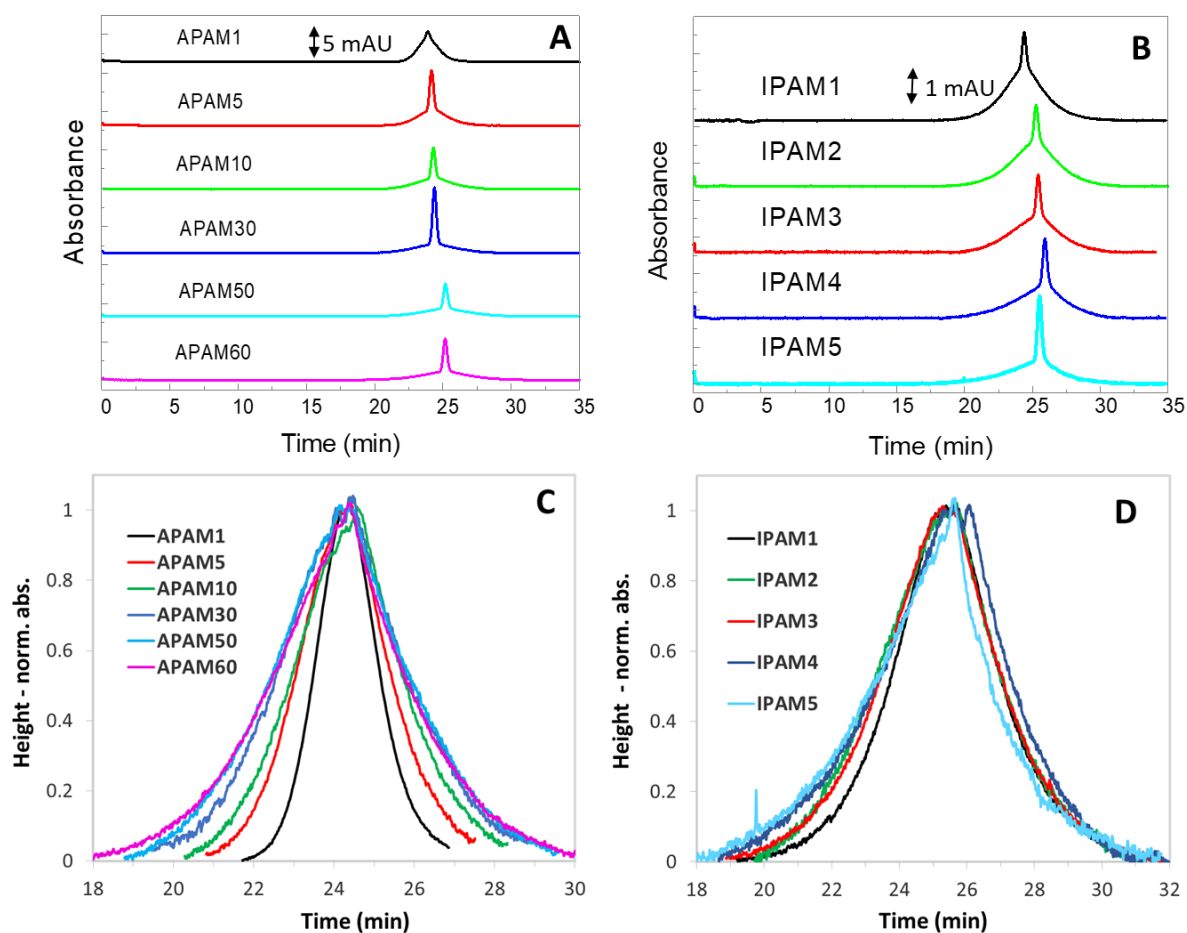 A
APAM1
5 mAU
APAM5
APAM10
APAM30
APAM50
APAM60
Absorbance
0 5 10 15 20 25 30 35
Time (min)
B
IPAM1
1 mAU
IPAM2
IPAM3
IPAM4
IPAM5
Absorbance
0 5 10 15 20 25 30 35
Time (min)
C
APAM1
APAM5
APAM10
APAM30
APAM50
APAM60
Height - norm. abs.
1
0.8
0.6
0.4
0.2
0
18 20 22 24 26 28 30
Time (min)
D
IPAM1
IPAM2
IPAM3
IPAM4
IPAM5
Height - norm. abs.
1
0.8
0.6
0.4
0.2
0
18 20 22 24 26 28 30 32
Time (min)